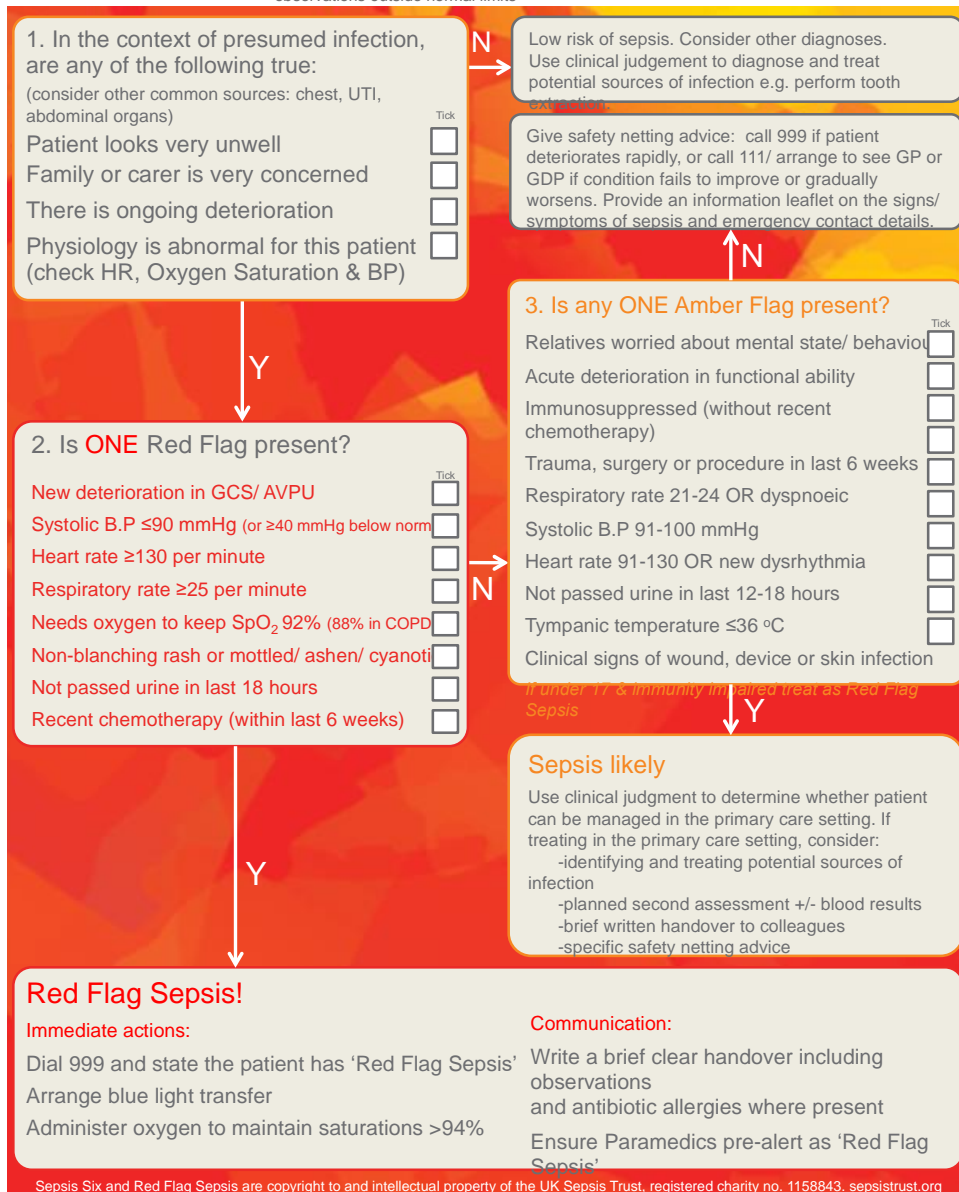 observations outside normal limits
1. In the context of presumed infection,
are any of the following true:
(consider other common sources: chest, UTI,
abdominal organs)
Tick
Patient looks very unwell
Family or carer is very concerned
There is ongoing deterioration
Physiology is abnormal for this patient
(check HR, Oxygen Saturation & BP)
N
Low risk of sepsis. Consider other diagnoses.
Use clinical judgement to diagnose and treat
potential sources of infection e.g. perform tooth
extraction.
Give safety netting advice: call 999 if patient
deteriorates rapidly, or call 111/ arrange to see GP or
GDP if condition fails to improve or gradually
worsens. Provide an information leaflet on the signs/
symptoms of sepsis and emergency contact details.
N
Y
2. Is ONE Red Flag present?
Tick
New deterioration in GCS/ AVPU
Systolic B.P ≤90 mmHg (or ≥40 mmHg below norm
Heart rate ≥130 per minute
Respiratory rate ≥25 per minute
Needs oxygen to keep SpO2 92% (88% in COPD
Non-blanching rash or mottled/ ashen/ cyanoti
Not passed urine in last 18 hours
Recent chemotherapy (within last 6 weeks)
N
3. Is any ONE Amber Flag present?
Tick
Relatives worried about mental state/ behaviou
Acute deterioration in functional ability
Immunosuppressed (without recent
chemotherapy)
Trauma, surgery or procedure in last 6 weeks
Respiratory rate 21-24 OR dyspnoeic
Systolic B.P 91-100 mmHg
Heart rate 91-130 OR new dysrhythmia
Not passed urine in last 12-18 hours
Tympanic temperature ≤36 ºC
Clinical signs of wound, device or skin infection
If under 17 & immunity impaired treat as Red Flag
Sepsis
Y
Sepsis likely
Use clinical judgment to determine whether patient
can be managed in the primary care setting. If
treating in the primary care setting, consider:
-identifying and treating potential sources of
infection
-planned second assessment +/- blood results
-brief written handover to colleagues
-specific safety netting advice
Y
Red Flag Sepsis!
Immediate actions:
Dial 999 and state the patient has ‘Red Flag Sepsis’
Arrange blue light transfer
Administer oxygen to maintain saturations >94%
Communication:
Write a brief clear handover including
observations
and antibiotic allergies where present
Ensure Paramedics pre-alert as ‘Red Flag
Sepsis’
Sepsis Six and Red Flag Sepsis are copyright to and intellectual property of the UK Sepsis Trust, registered charity no. 1158843. sepsistrust.org